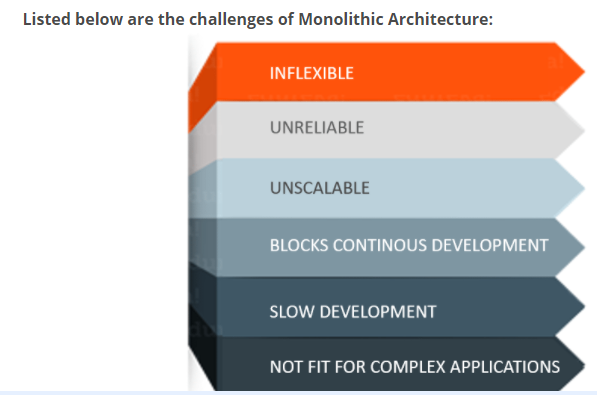 Listed below are the challenges of Monolithic Architecture:
INFLEXIBLE
UNRELIABLE
UNSCALABLE
BLOCKS CONTINOUS DEVELOPMENT
SLOW DEVELOPMENT
NOT FIT FOR COMPLEX APPLICATIONS